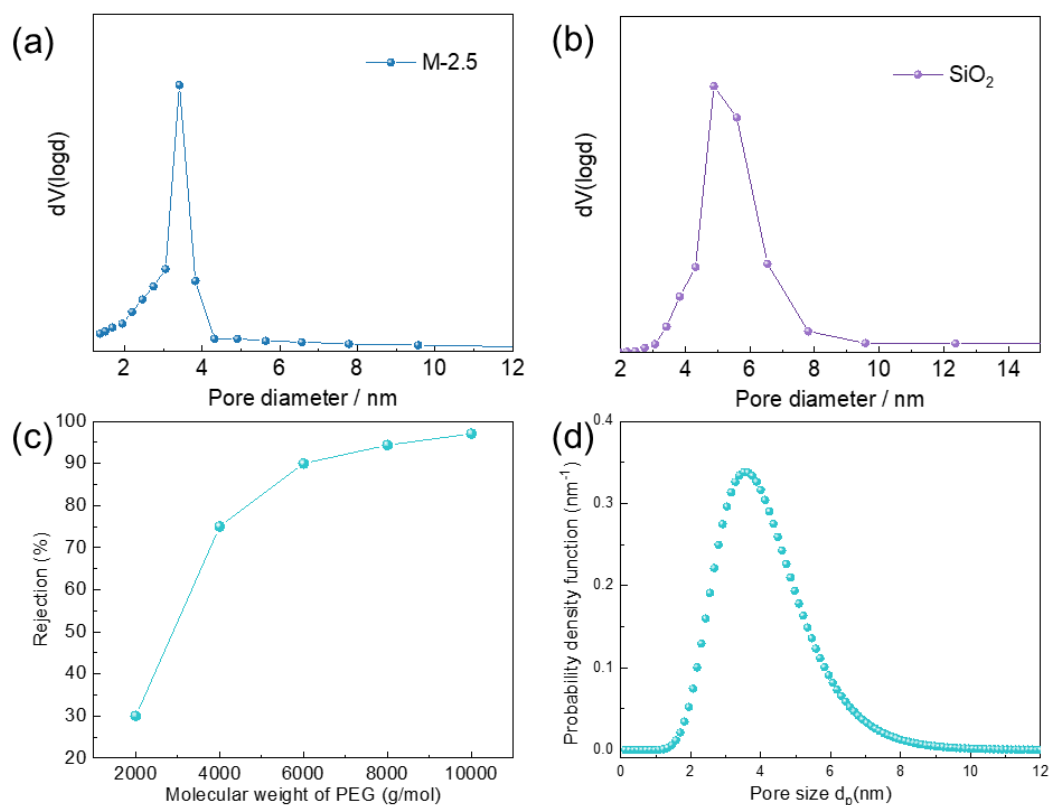 (a)
M-2.5
dV(logd)
2 4 6 8 10 12
Pore diameter / nm
(b)
SiO₂
dV(logd)
2 4 6 8 10 12 14
Pore diameter / nm
(c)
100
90
80
70
60
50
40
30
20
Rejection (%)
2000 4000 6000 8000 10000
Molecular weight of PEG (g/mol)
(d)
0.4
0.3
0.2
0.1
0.0
Probability density function (nm⁻¹)
0 2 4 6 8 10 12
Pore size dₚ(nm)